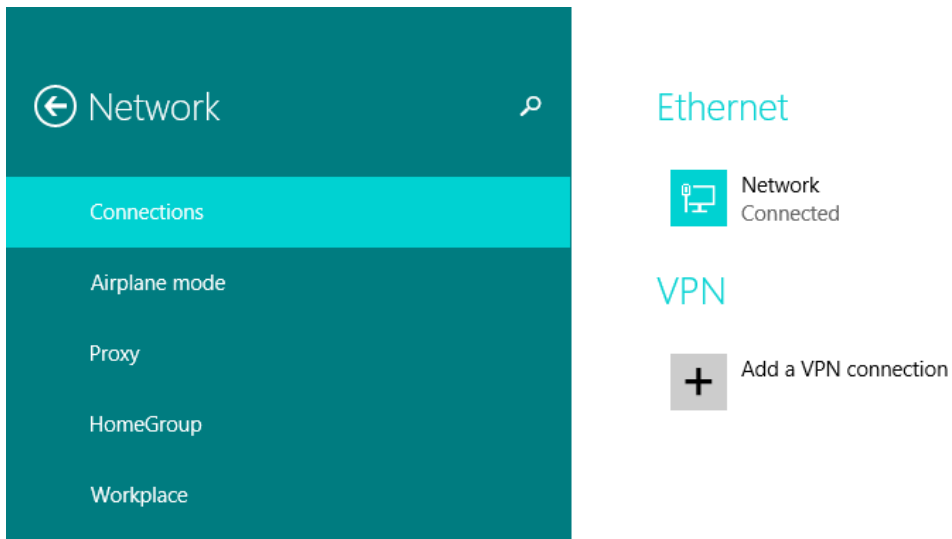 Network
Connections
Airplane mode
Proxy
HomeGroup
Workplace
Ethernet
Network
Connected
VPN
Add a VPN connection